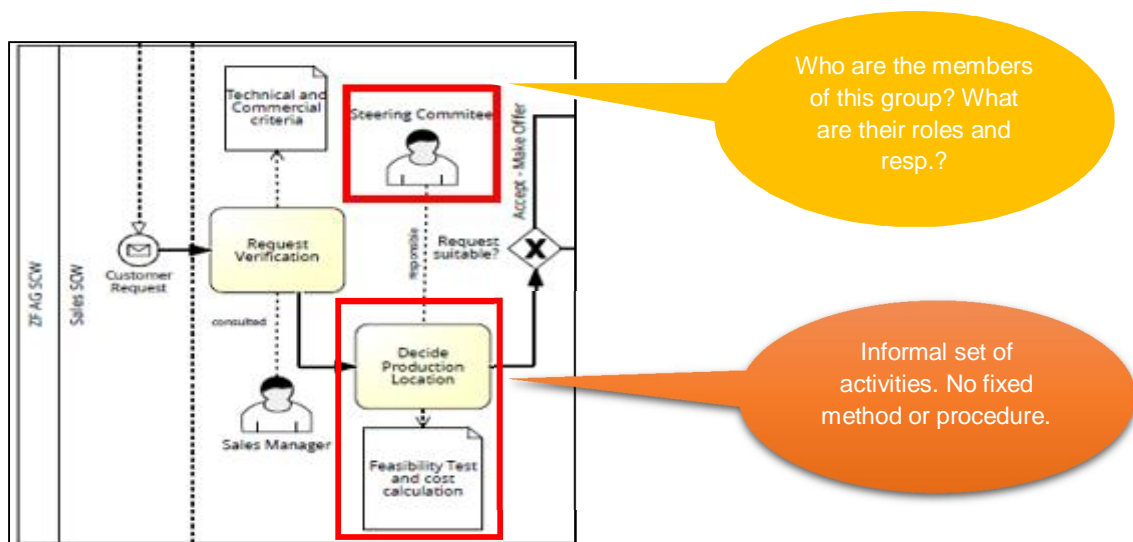 ZF AG SCW
Sales SCW
Customer
Request
Technical and
Commercial
criteria
Request
Verification
consulted
Sales Manager
Steering Commitee
responsible
Decide
Production
Location
Feasibility Test
and cost
calculation
Request
suitable?
Accept - Make Offer
Who are the members
of this group? What
are their roles and
resp.?
Informal set of
activities. No fixed
method or procedure.